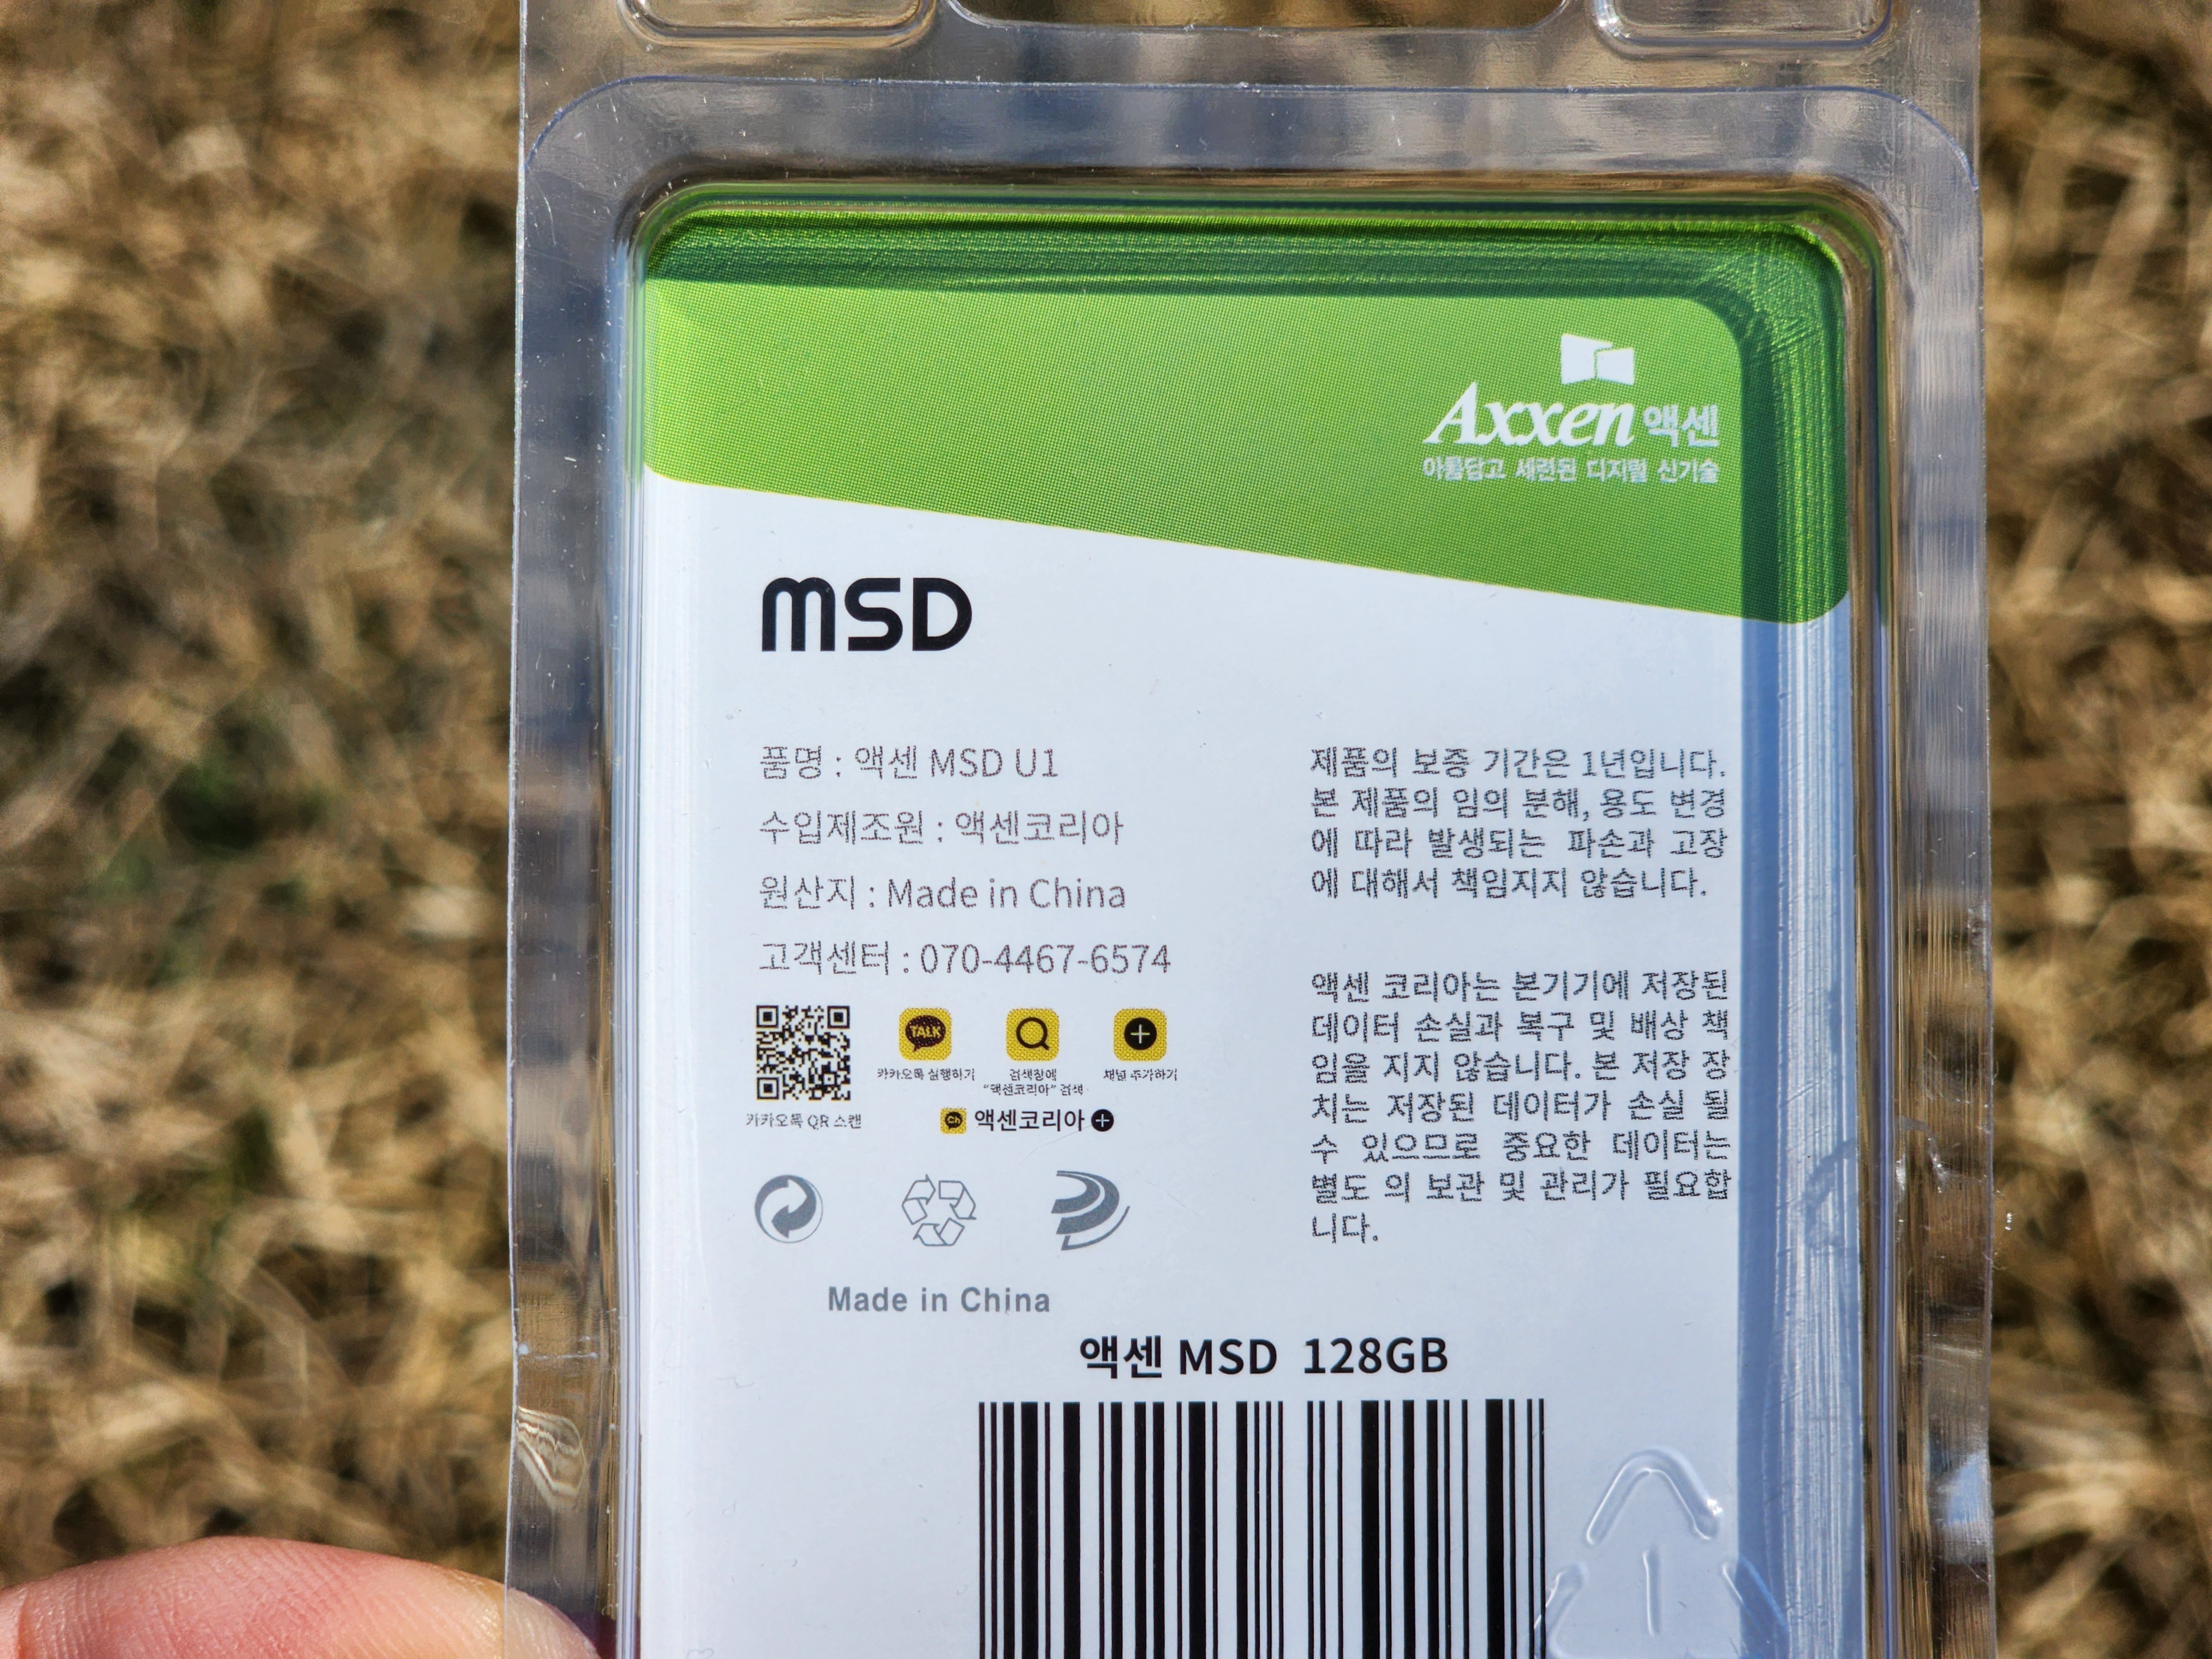 Axxen 액센
아름답고 세련된 디지털 신기술
MSD
품명 : 액센 MSD U1
수입제조원 : 액센코리아
원산지 : Made in China
고객센터 : 070-4467-6574
TALK
카카오톡 실행하기
검색창에
"액센코리아" 검색
채널 추가하기
카카오톡 QR 스캔
Ch 액센코리아
Made in China
제품의 보증 기간은 1년입니다.
본 제품의 임의 분해, 용도 변경
에 따라 발생되는 파손과 고장
에 대해서 책임지지 않습니다.
액센 코리아는 본기기에 저장된
데이터 손실과 복구 및 배상 책
임을 지지 않습니다. 본 저장 장
치는 저장된 데이터가 손실 될
수 있으므로 중요한 데이터는
별도 의 보관 및 관리가 필요합
니다.
액센 MSD 128GB
1